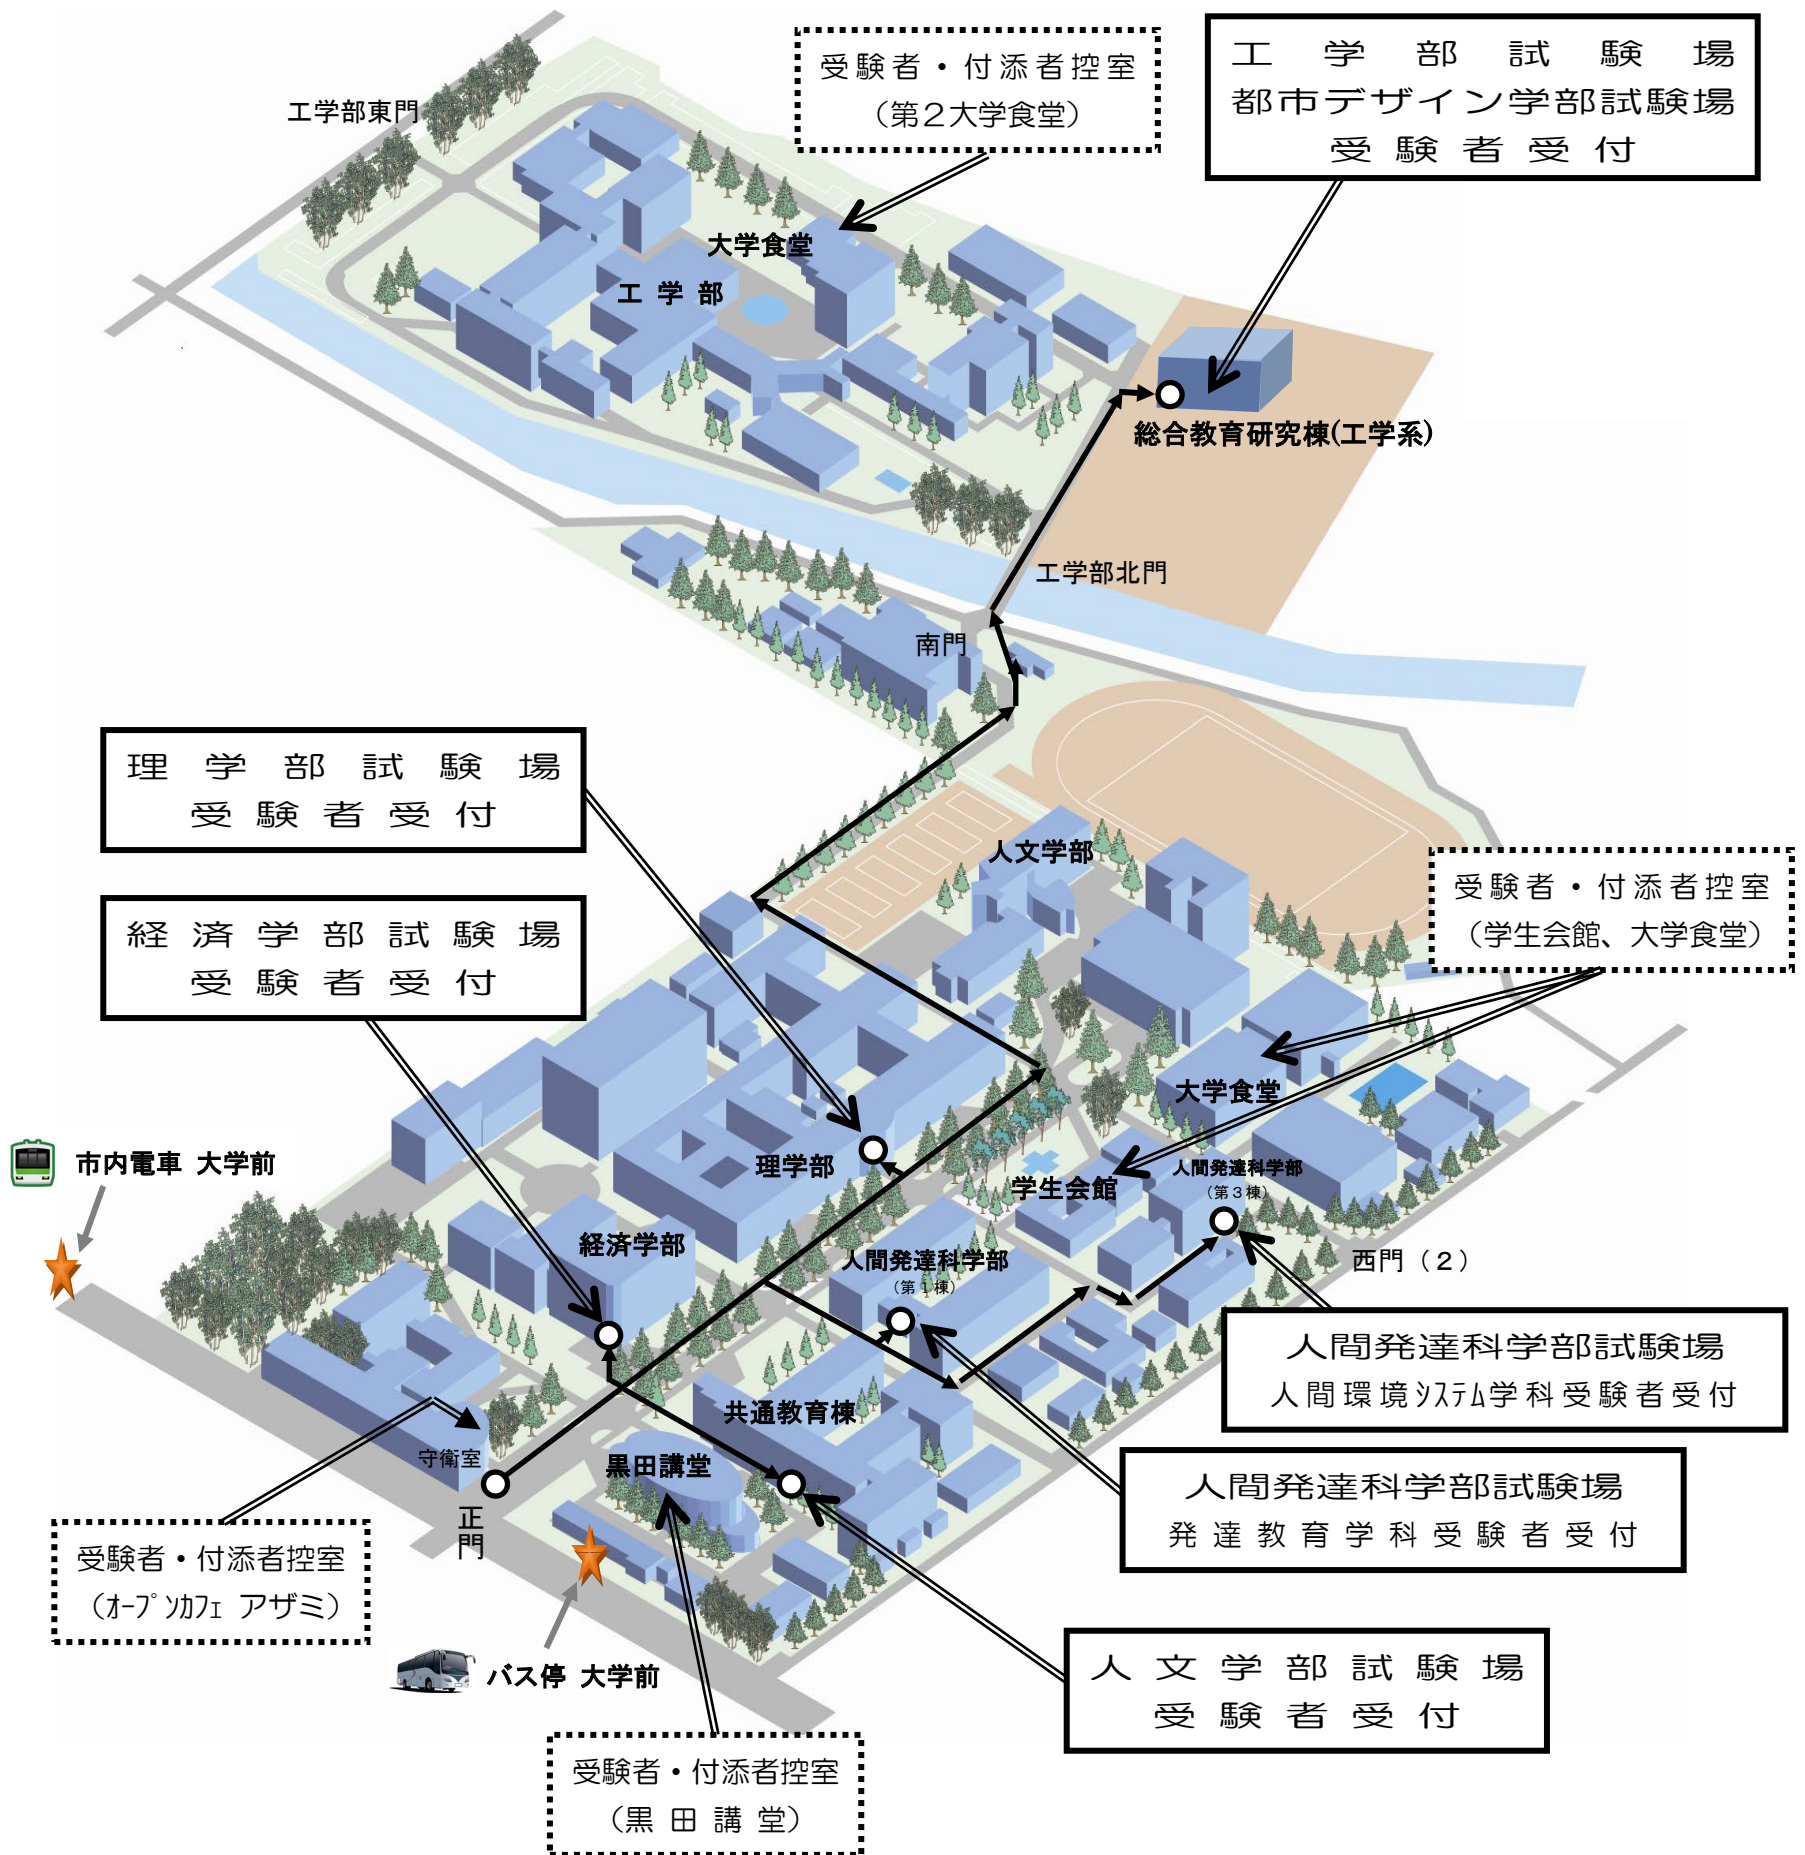 受験者・付添者控室
（第２大学食堂）
工学部試験場
都市デザイン学部試験場
受験者受付
工学部東門
大学食堂
工学部
総合教育研究棟(工学系)
工学部北門
南門
理学部試験場
受験者受付
人文学部
受験者・付添者控室
（学生会館、大学食堂）
経済学部試験場
受験者受付
大学食堂
市内電車 大学前
理学部
学生会館
人間発達科学部
（第３棟）
経済学部
人間発達科学部
（第１棟）
西門（２）
人間発達科学部試験場
人間環境ｼｽﾃﾑ学科受験者受付
共通教育棟
守衛室
黒田講堂
正門
人間発達科学部試験場
発達教育学科受験者受付
受験者・付添者控室
（ｵｰﾌﾟﾝｶﾌｪ アザミ）
バス停 大学前
人文学部試験場
受験者受付
受験者・付添者控室
（黒田講堂）